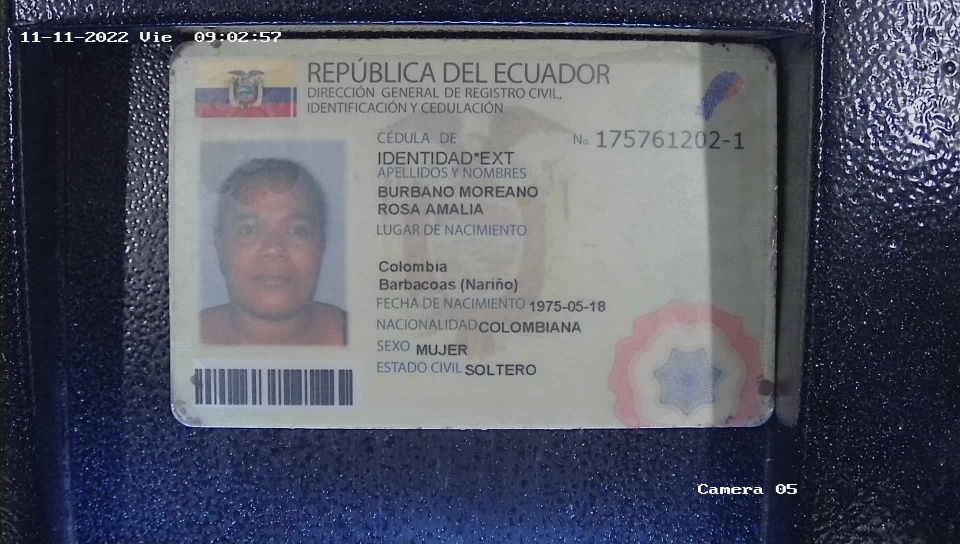 11-11-2022 Vie 09:02:57
REPÚBLICA DEL ECUADOR
DIRECCIÓN GENERAL DE REGISTRO CIVIL,
IDENTIFICACIÓN Y CEDULACIÓN
CÉDULA DE No. 175761202-1
IDENTIDAD*EXT
APELLIDOS Y NOMBRES
BURBANO MOREANO
ROSA AMALIA
LUGAR DE NACIMIENTO
Colombia
Barbacoas (Nariño)
FECHA DE NACIMIENTO 1975-05-18
NACIONALIDAD COLOMBIANA
SEXO MUJER
ESTADO CIVIL SOLTERO
Camera 05